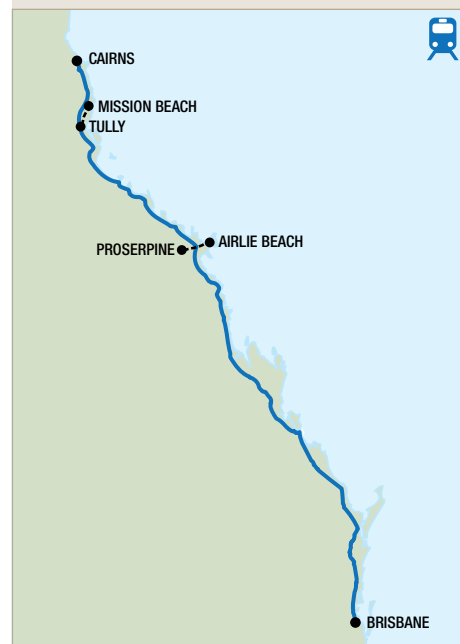 CAIRNS
MISSION BEACH
TULLY
AIRLIE BEACH
PROSERPINE
BRISBANE